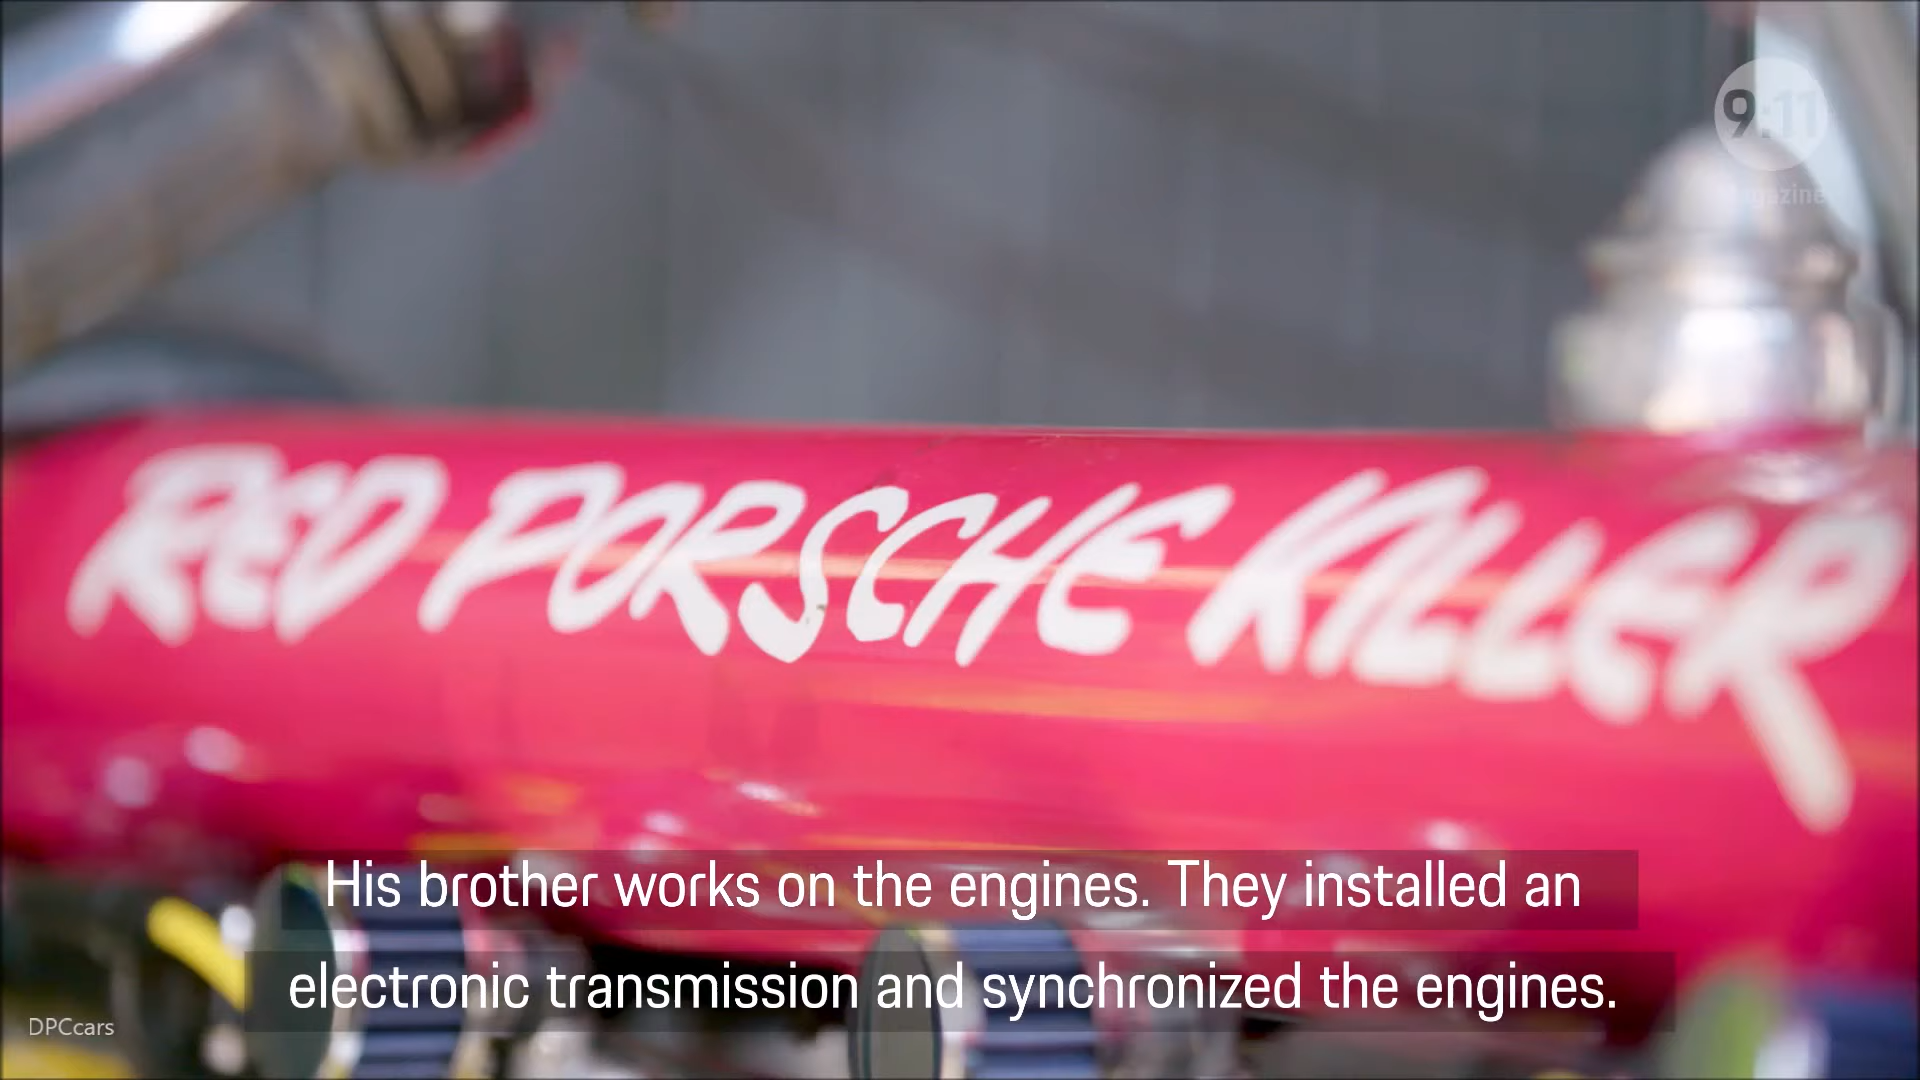 9:11
Magazine
RED PORSCHE KILLER
His brother works on the engines. They installed an
electronic transmission and synchronized the engines.
DPCcars